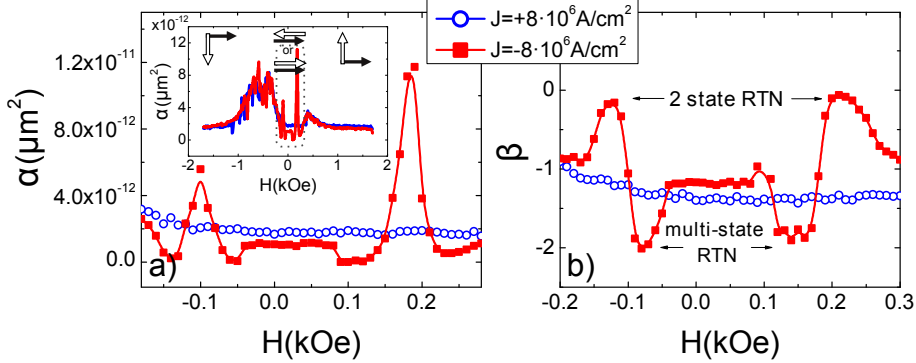 J=+8·10⁶A/cm²
J=-8·10⁶A/cm²
x10⁻¹²
12
8
4
0
α(μm²)
or
-2
-1
0
1
2
H(kOe)
1.2x10⁻¹¹
8.0x10⁻¹²
4.0x10⁻¹²
0.0
α(μm²)
a)
-0.1
0.0
0.1
0.2
H(kOe)
0
-1
-2
β
2 state RTN
multi-state
RTN
b)
-0.2
-0.1
0.0
0.1
0.2
0.3
H(kOe)